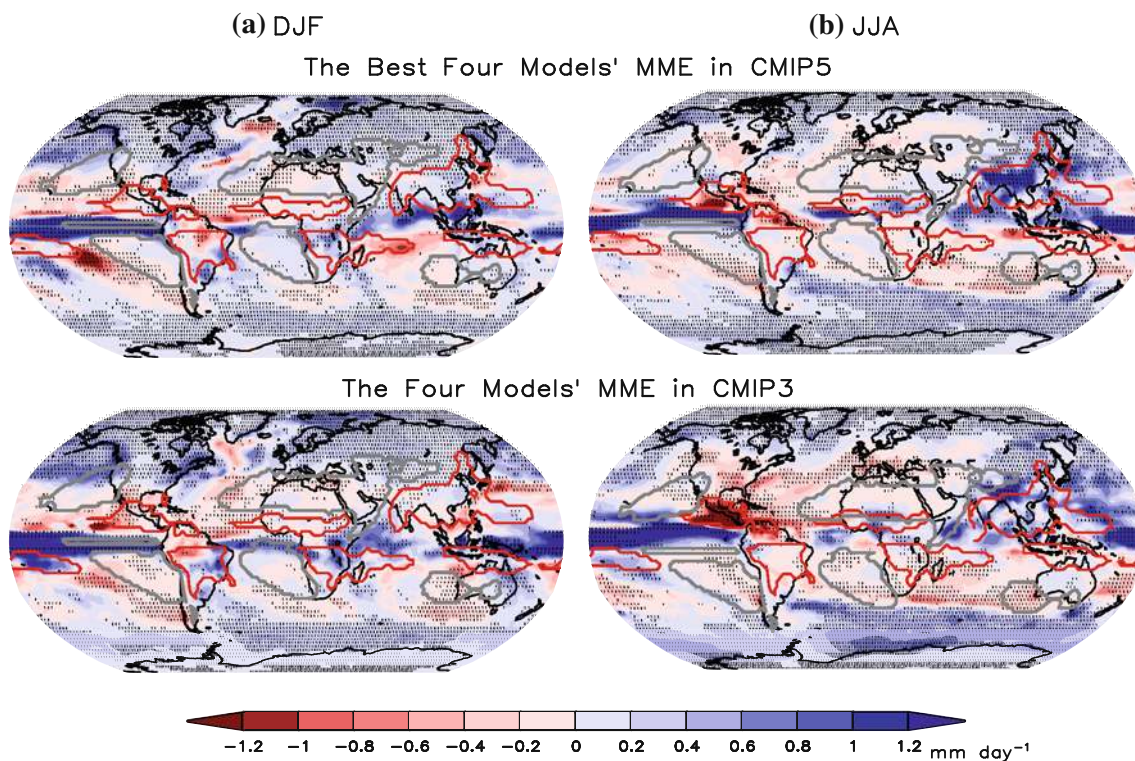 (a) DJF
(b) JJA
The Best Four Models' MME in CMIP5
The Four Models' MME in CMIP3
−1.2 −1 −0.8 −0.6 −0.4 −0.2 0 0.2 0.4 0.6 0.8 1 1.2 mm day⁻¹